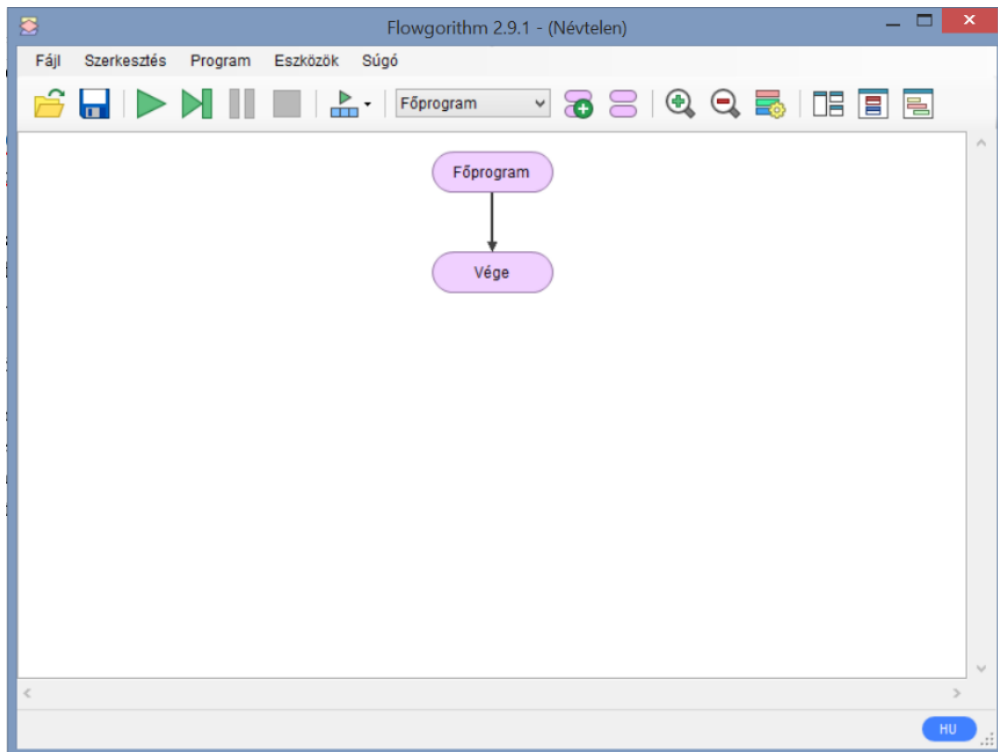 Flowgorithm 2.9.1 - (Névtelen)
Fájl Szerkesztés Program Eszközök Súgó
Főprogram
Főprogram
Vége
HU